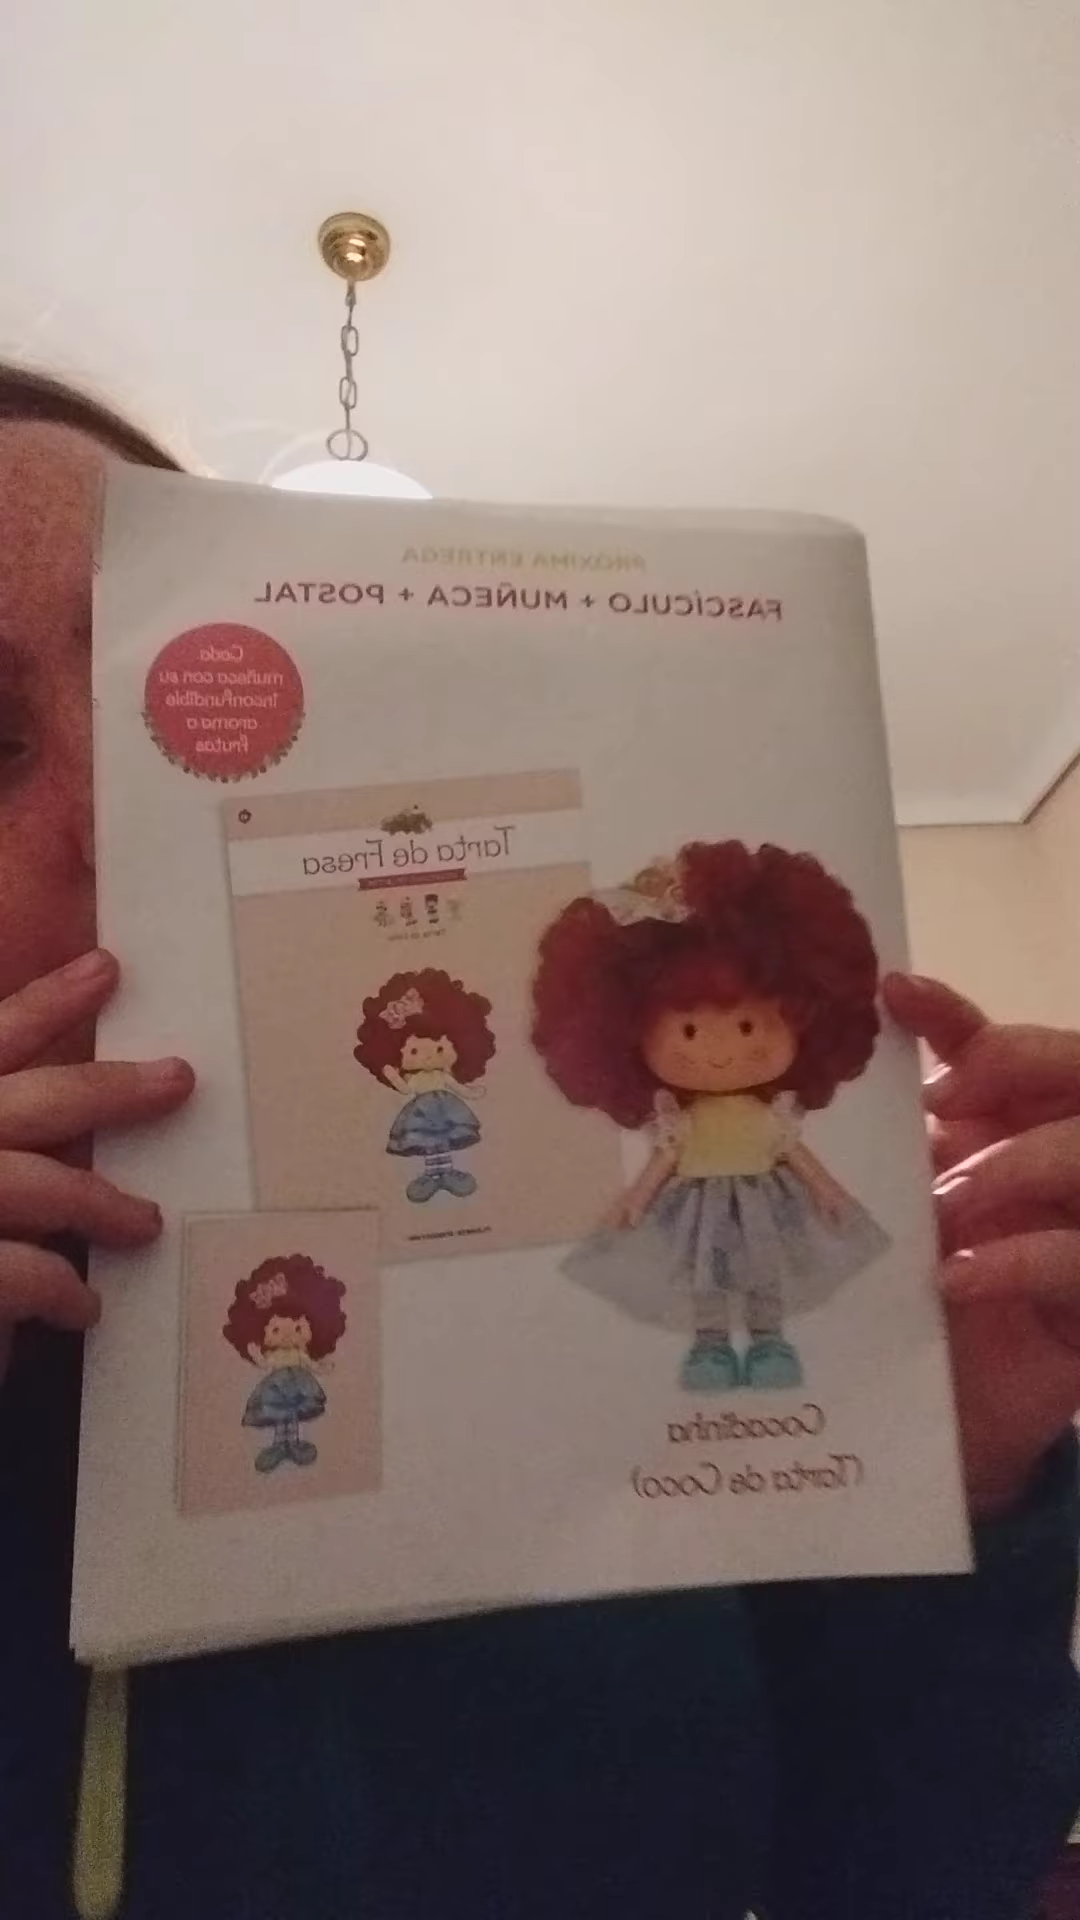 PRÓXIMA ENTREGA
FASCÍCULO + MUÑECA + POSTAL
Cada
muñeca con su
inconfundible
aroma a
frutas
Tarta de Fresa
Cocadinha
(Tarta de Coco)